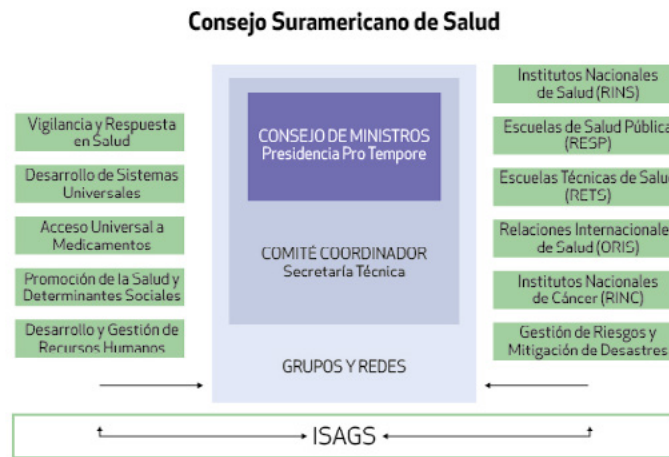 Consejo Suramericano de Salud
Vigilancia y Respuesta
en Salud
Desarrollo de Sistemas
Universales
Acceso Universal a
Medicamentos
Promoción de la Salud y
Determinantes Sociales
Desarrollo y Gestión de
Recursos Humanos
CONSEJO DE MINISTROS
Presidencia Pro Tempore
COMITÉ COORDINADOR
Secretaría Técnica
GRUPOS Y REDES
Institutos Nacionales
de Salud (RINS)
Escuelas de Salud Pública
(RESP)
Escuelas Técnicas de Salud
(RETS)
Relaciones Internacionales
de Salud (ORIS)
Institutos Nacionales
de Cáncer (RINC)
Gestión de Riesgos y
Mitigación de Desastres
ISAGS